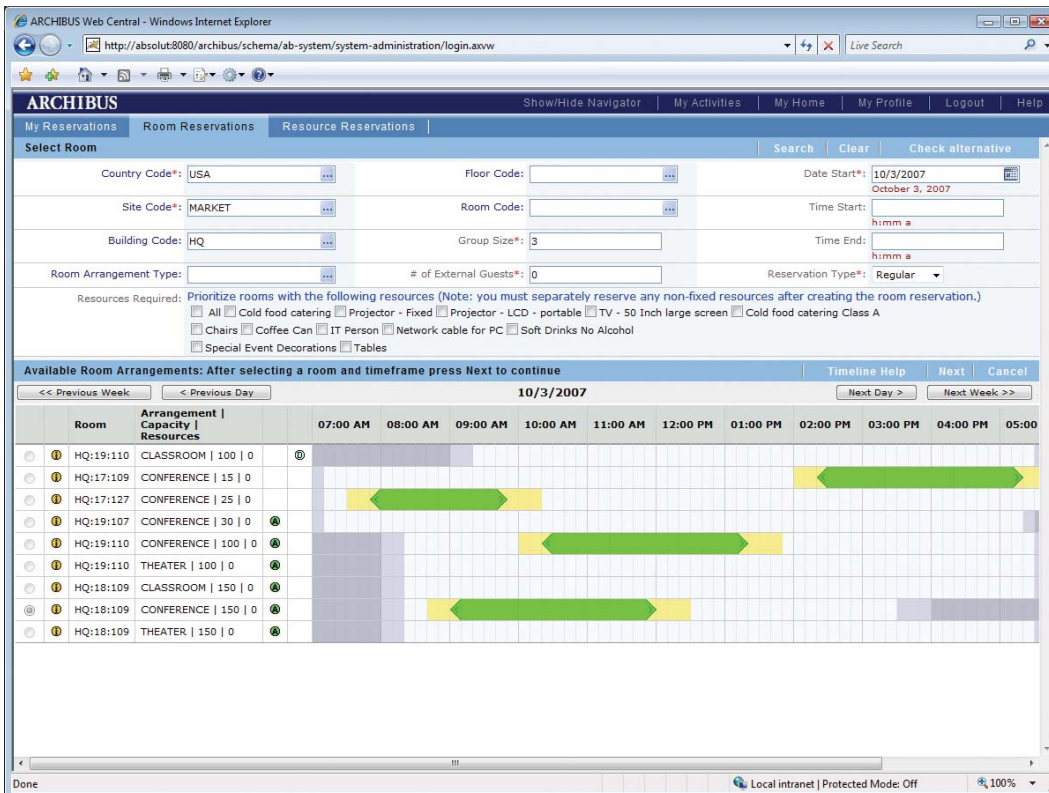 ARCHIBUS Web Central - Windows Internet Explorer
http://absolut:8080/archibus/schema/ab-system/system-administration/login.axvw
Live Search
ARCHIBUS
Show/Hide Navigator | My Activities | My Home | My Profile | Logout | Help
My Reservations Room Reservations Resource Reservations
Select Room Search Clear Check alternative
Country Code*: USA ... Floor Code: ... Date Start*: 10/3/2007
October 3, 2007
Site Code*: MARKET ... Room Code: ... Time Start:
h:mm a
Building Code: HQ ... Group Size*: 3 Time End:
h:mm a
Room Arrangement Type: ... # of External Guests*: 0 Reservation Type*: Regular
Resources Required: Prioritize rooms with the following resources (Note: you must separately reserve any non-fixed resources after creating the room reservation.)
All Cold food catering Projector - Fixed Projector - LCD - portable TV - 50 Inch large screen Cold food catering Class A
Chairs Coffee Can IT Person Network cable for PC Soft Drinks No Alcohol
Special Event Decorations Tables
Available Room Arrangements: After selecting a room and timeframe press Next to continue Timeline Help Next Cancel
<< Previous Week < Previous Day 10/3/2007 Next Day > Next Week >>
Room Arrangement | Capacity | Resources 07:00 AM 08:00 AM 09:00 AM 10:00 AM 11:00 AM 12:00 PM 01:00 PM 02:00 PM 03:00 PM 04:00 PM 05:00
HQ:19:110 CLASSROOM | 100 | 0 D
HQ:17:109 CONFERENCE | 15 | 0
HQ:17:127 CONFERENCE | 25 | 0
HQ:19:107 CONFERENCE | 30 | 0 A
HQ:19:110 CONFERENCE | 100 | 0 A
HQ:19:110 THEATER | 100 | 0 A
HQ:18:109 CLASSROOM | 150 | 0 A
HQ:18:109 CONFERENCE | 150 | 0 A
HQ:18:109 THEATER | 150 | 0 A
Done Local intranet | Protected Mode: Off 100%